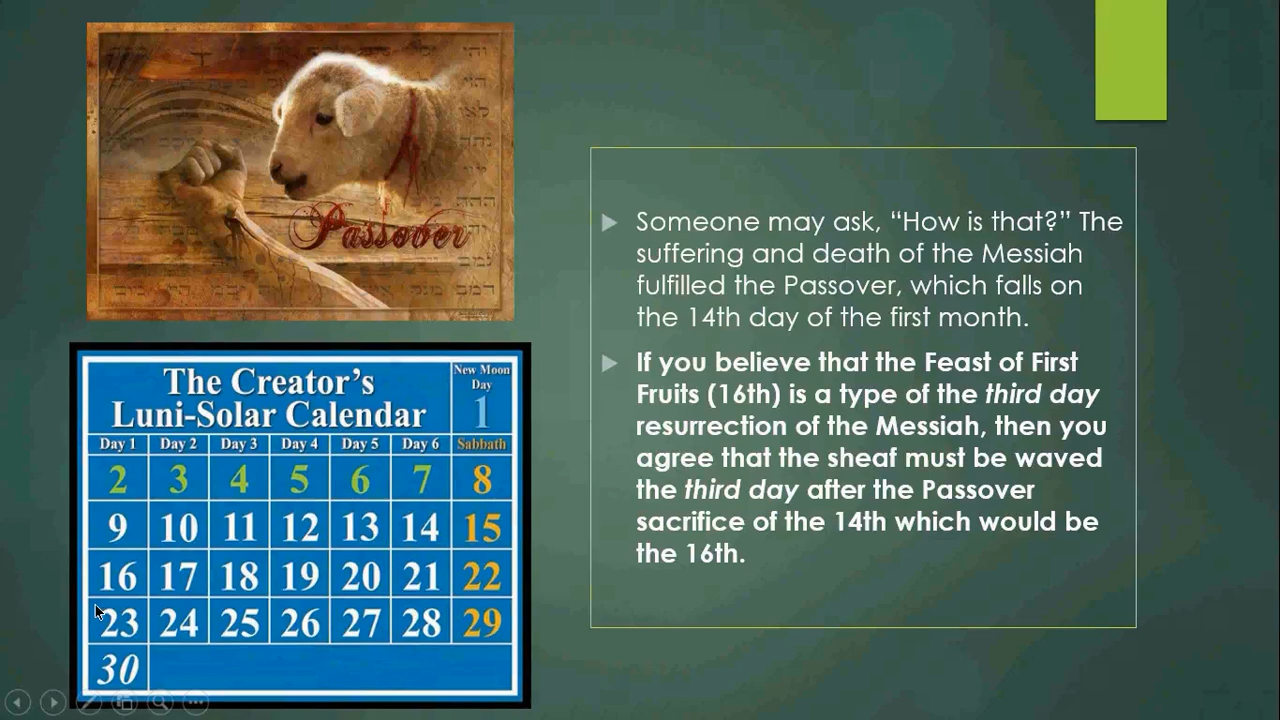 Passover
The Creator's
Luni-Solar Calendar
New Moon
Day
1
Day 1 Day 2 Day 3 Day 4 Day 5 Day 6 Sabbath
2 3 4 5 6 7 8
9 10 11 12 13 14 15
16 17 18 19 20 21 22
23 24 25 26 27 28 29
30
Someone may ask, “How is that?” The
suffering and death of the Messiah
fulfilled the Passover, which falls on
the 14th day of the first month.
If you believe that the Feast of First
Fruits (16th) is a type of the third day
resurrection of the Messiah, then you
agree that the sheaf must be waved
the third day after the Passover
sacrifice of the 14th which would be
the 16th.